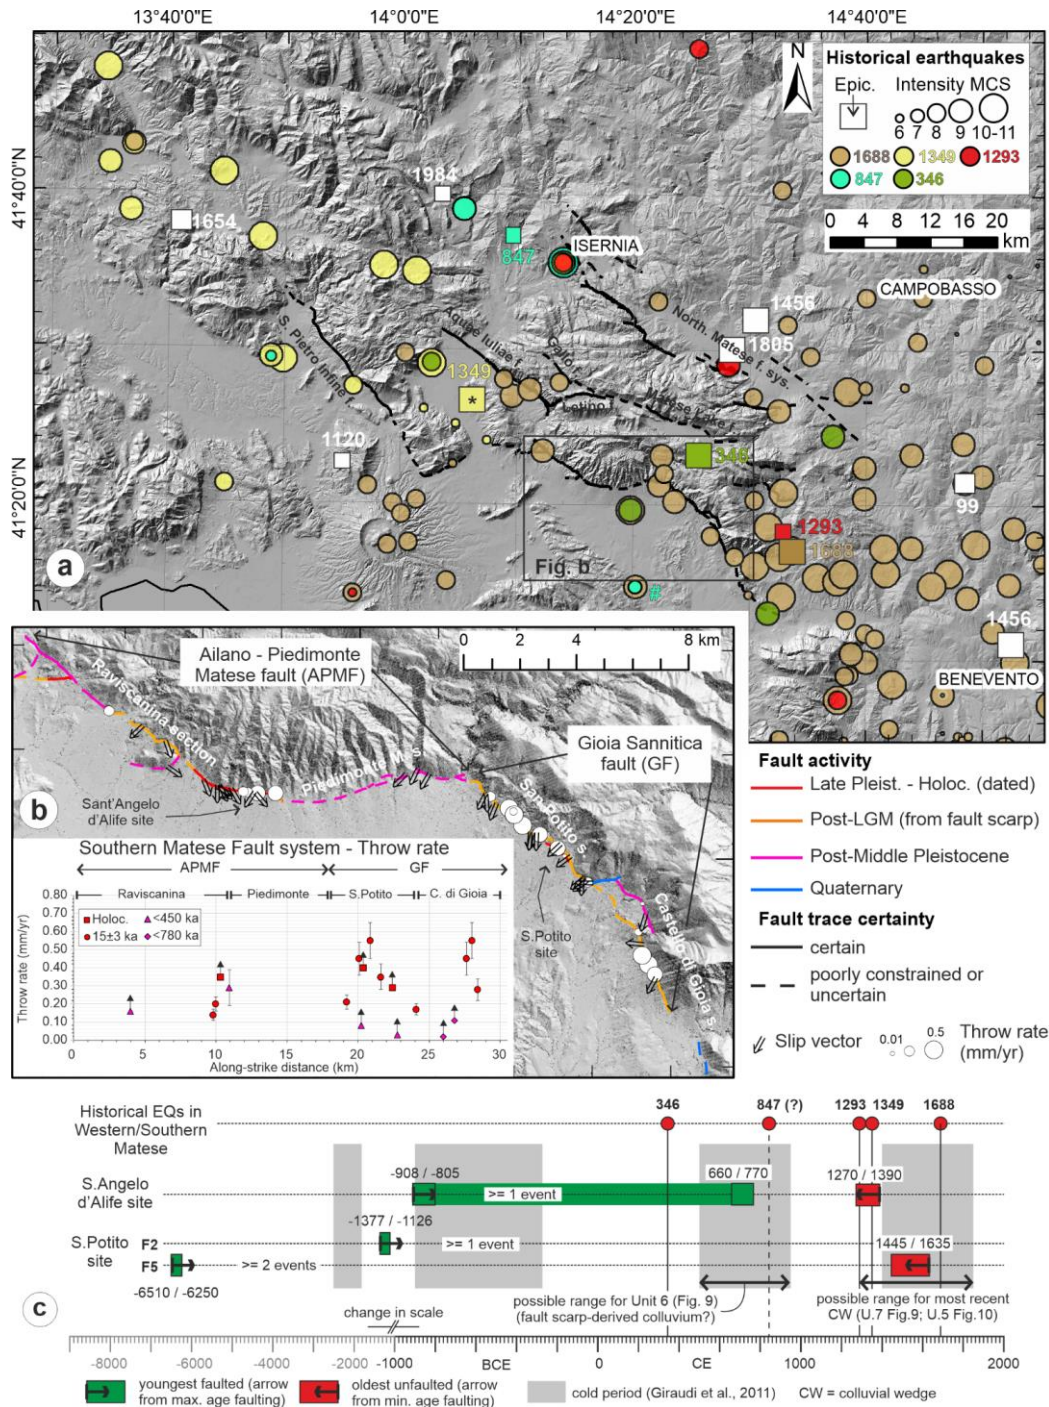 13°40'0"E 14°00'E 14°20'E 14°40'E
41°40'0"N
41°20'0"N
N
Historical earthquakes
Epic. Intensity MCS
6 7 8 9 10-11
1688 1349 1293
847 346
0 4 8 12 16 20
km
1984
1654
847
ISERNIA
CAMPOBASSO
1456
1805
North. Matese f. sys.
S. Pietro Infine
Aquae Iuliae f.
Gallo f.
Letino f.
Matese Lake
1349
*
1120
346
99
1293
1688
Fig. b
#
1456
BENEVENTO
a
Ailano - Piedimonte
Matese fault (APMF)
0 2 4 6 8 km
Raviscanina section
Piedimonte M. s.
Gioia Sannitica
fault (GF)
San Potito s.
Castello di Gioia s.
Sant'Angelo
d'Alife site
S.Potito
site
b
Southern Matese Fault system - Throw rate
APMF GF
Raviscanina Piedimonte S.Potito C. di Gioia
Holoc. <450 ka
15±3 ka <780 ka
Throw rate (mm/yr)
0.80
0.70
0.60
0.50
0.40
0.30
0.20
0.10
0.00
0 5 10 15 20 25 30
Along-strike distance (km)
Fault activity
Late Pleist. - Holoc. (dated)
Post-LGM (from fault scarp)
Post-Middle Pleistocene
Quaternary
Fault trace certainty
certain
poorly constrained or
uncertain
Slip vector 0.01 0.5 Throw rate
(mm/yr)
Historical EQs in
Western/Southern
Matese
346 847 (?) 1293 1349 1688
S.Angelo
d'Alife site
-908 / -805 >= 1 event 660 / 770 1270 / 1390
-1377 / -1126
S.Potito
site
F2 >= 1 event
F5 >= 2 events 1445 / 1635
-6510 / -6250
possible range for Unit 6 (Fig. 9)
(fault scarp-derived colluvium?)
possible range for most recent
CW (U.7 Fig.9; U.5 Fig.10)
c
change in scale
-8000 -6000 -4000 -2000 -1000 BCE 0 CE 1000 2000
youngest faulted (arrow
from max. age faulting)
oldest unfaulted (arrow
from min. age faulting)
cold period (Giraudi et al., 2011)
CW = colluvial wedge